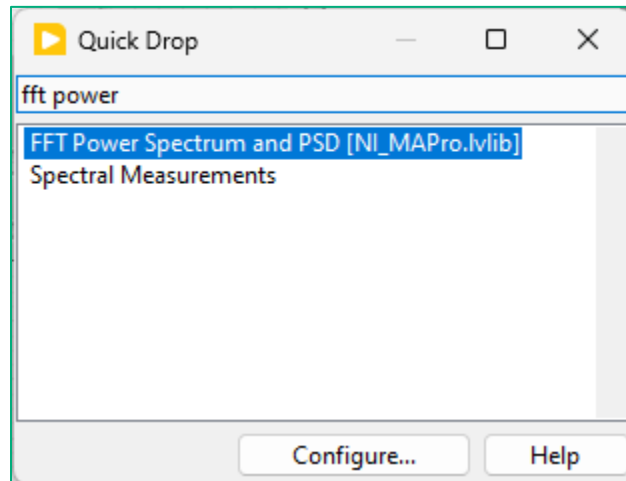 Quick Drop
fft power
FFT Power Spectrum and PSD [NI_MAPro.lvlib]
Spectral Measurements
Configure... Help